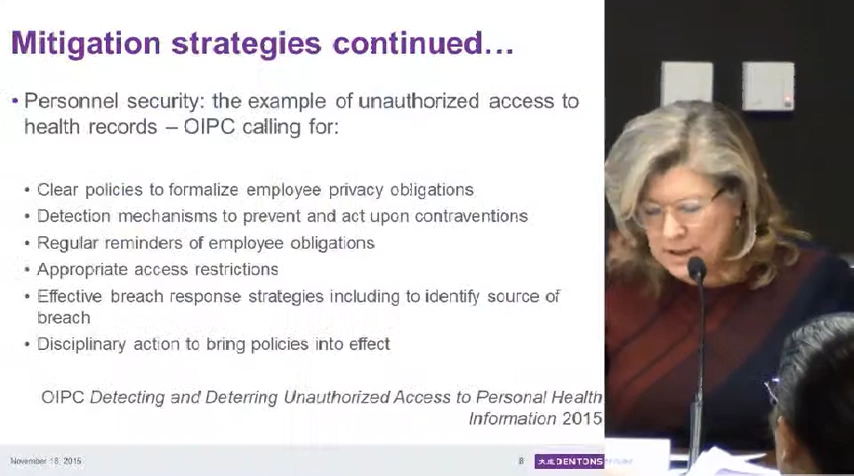 Mitigation strategies continued…
• Personnel security: the example of unauthorized access to
health records – OIPC calling for:
• Clear policies to formalize employee privacy obligations
• Detection mechanisms to prevent and act upon contraventions
• Regular reminders of employee obligations
• Appropriate access restrictions
• Effective breach response strategies including to identify source of
breach
• Disciplinary action to bring policies into effect
OIPC Detecting and Deterring Unauthorized Access to Personal Health
Information 2015
November 18, 2015
8
大成 DENTONS